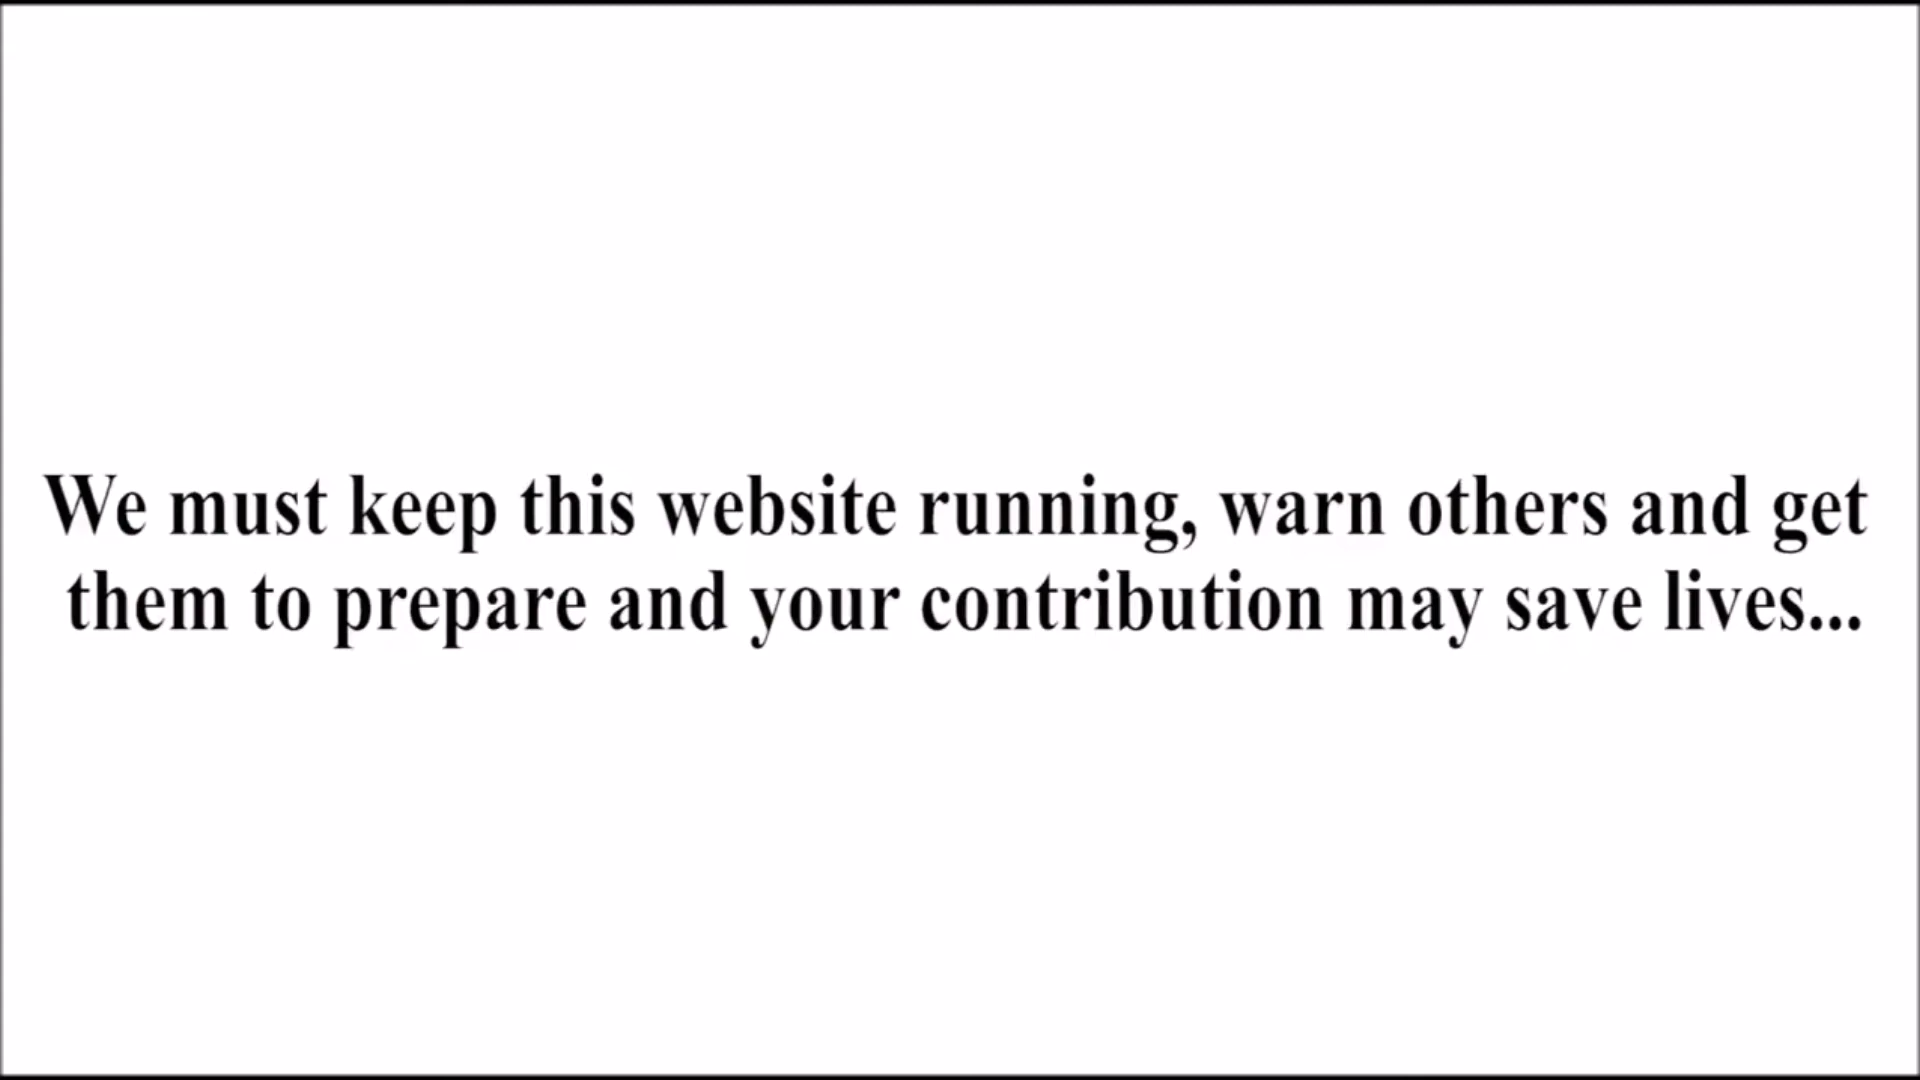 We must keep this website running, warn others and get
them to prepare and your contribution may save lives...